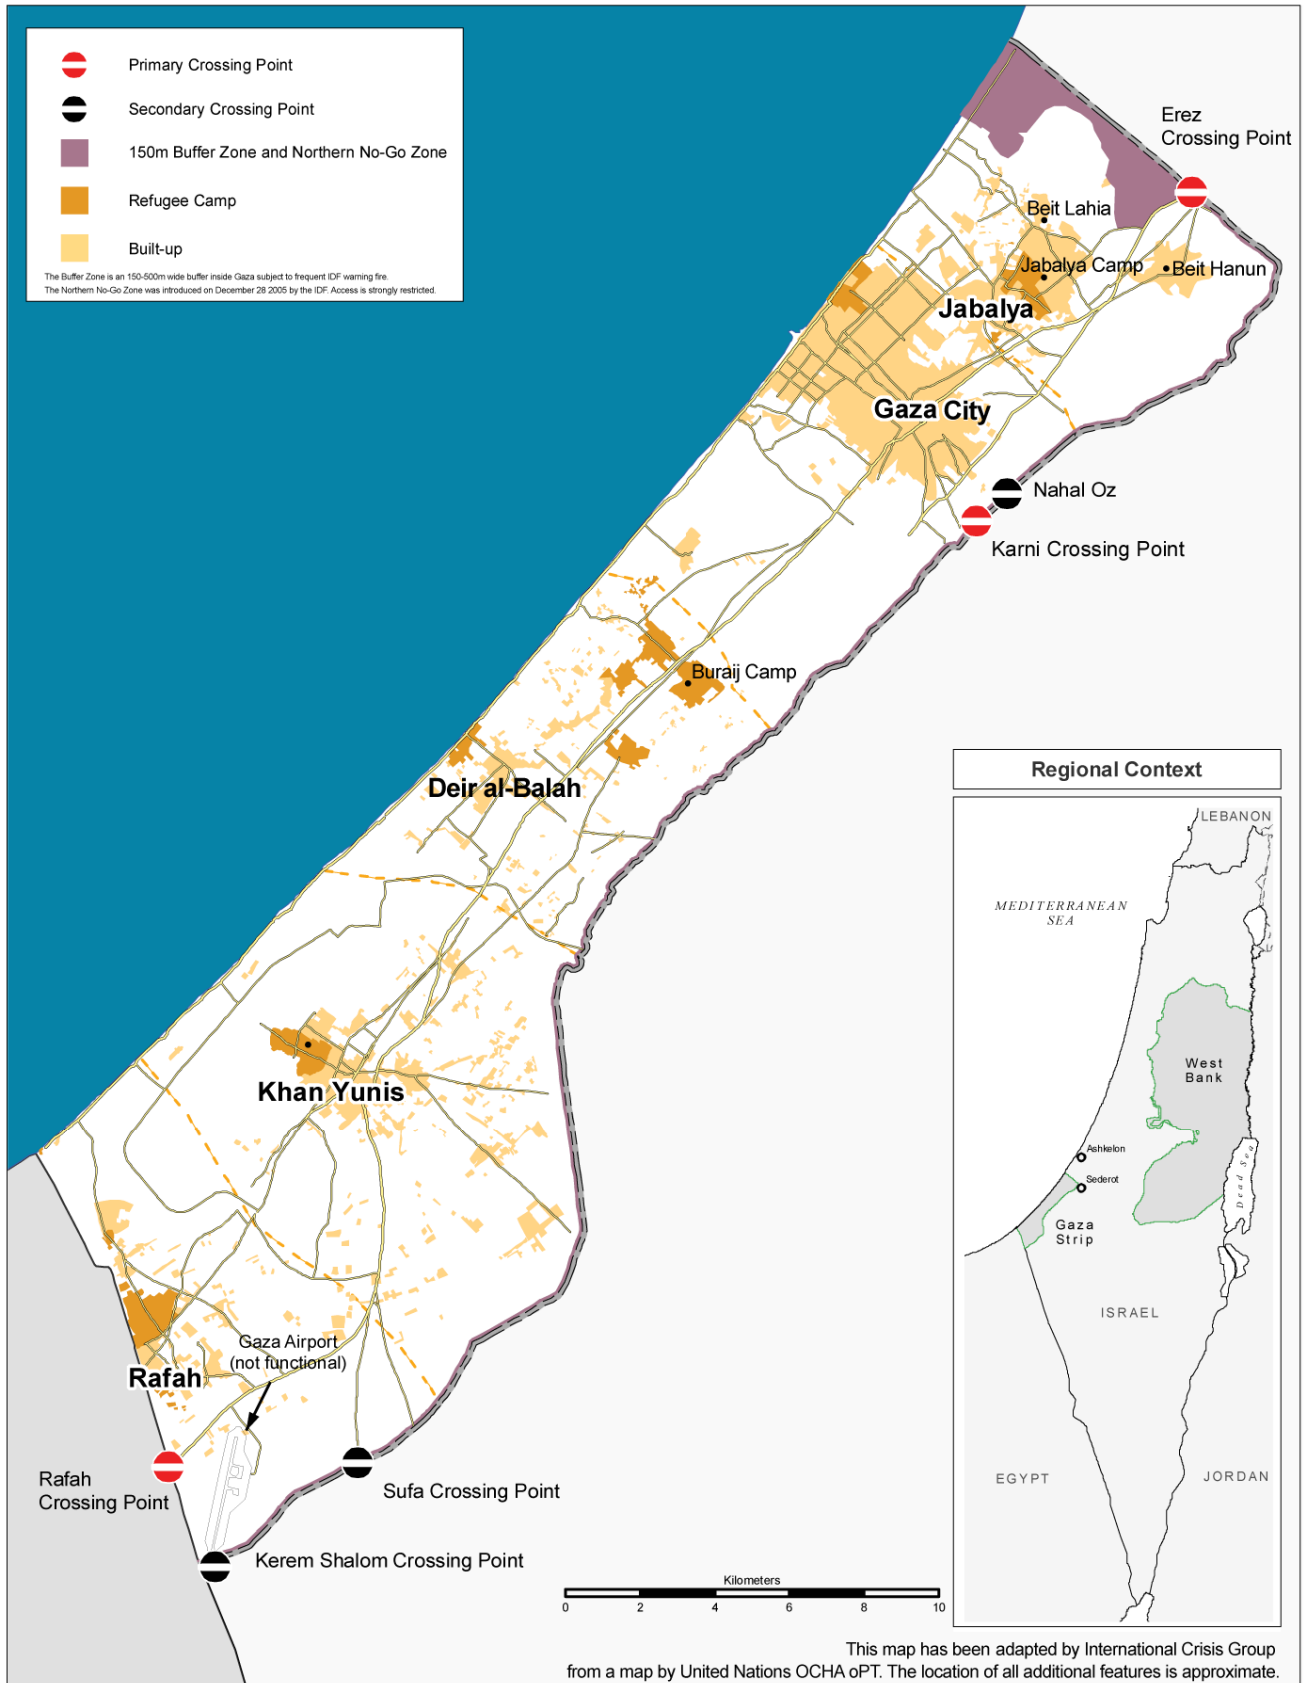 Primary Crossing Point
Secondary Crossing Point
150m Buffer Zone and Northern No-Go Zone
Refugee Camp
Built-up
The Buffer Zone is an 150-500m wide buffer inside Gaza subject to frequent IDF warning fire.
The Northern No-Go Zone was introduced on December 28 2005 by the IDF. Access is strongly restricted.
Erez
Crossing Point
Beit Lahia
Jabalya Camp
Beit Hanun
Jabalya
Gaza City
Nahal Oz
Karni Crossing Point
Buraij Camp
Deir al-Balah
Khan Yunis
Gaza Airport
(not functional)
Rafah
Rafah
Crossing Point
Sufa Crossing Point
Kerem Shalom Crossing Point
Regional Context
LEBANON
MEDITERRANEAN
SEA
West
Bank
Ashkelon
Sederot
Dead Sea
Gaza
Strip
ISRAEL
EGYPT
JORDAN
Kilometers
0 2 4 6 8 10
This map has been adapted by International Crisis Group
from a map by United Nations OCHA oPT. The location of all additional features is approximate.